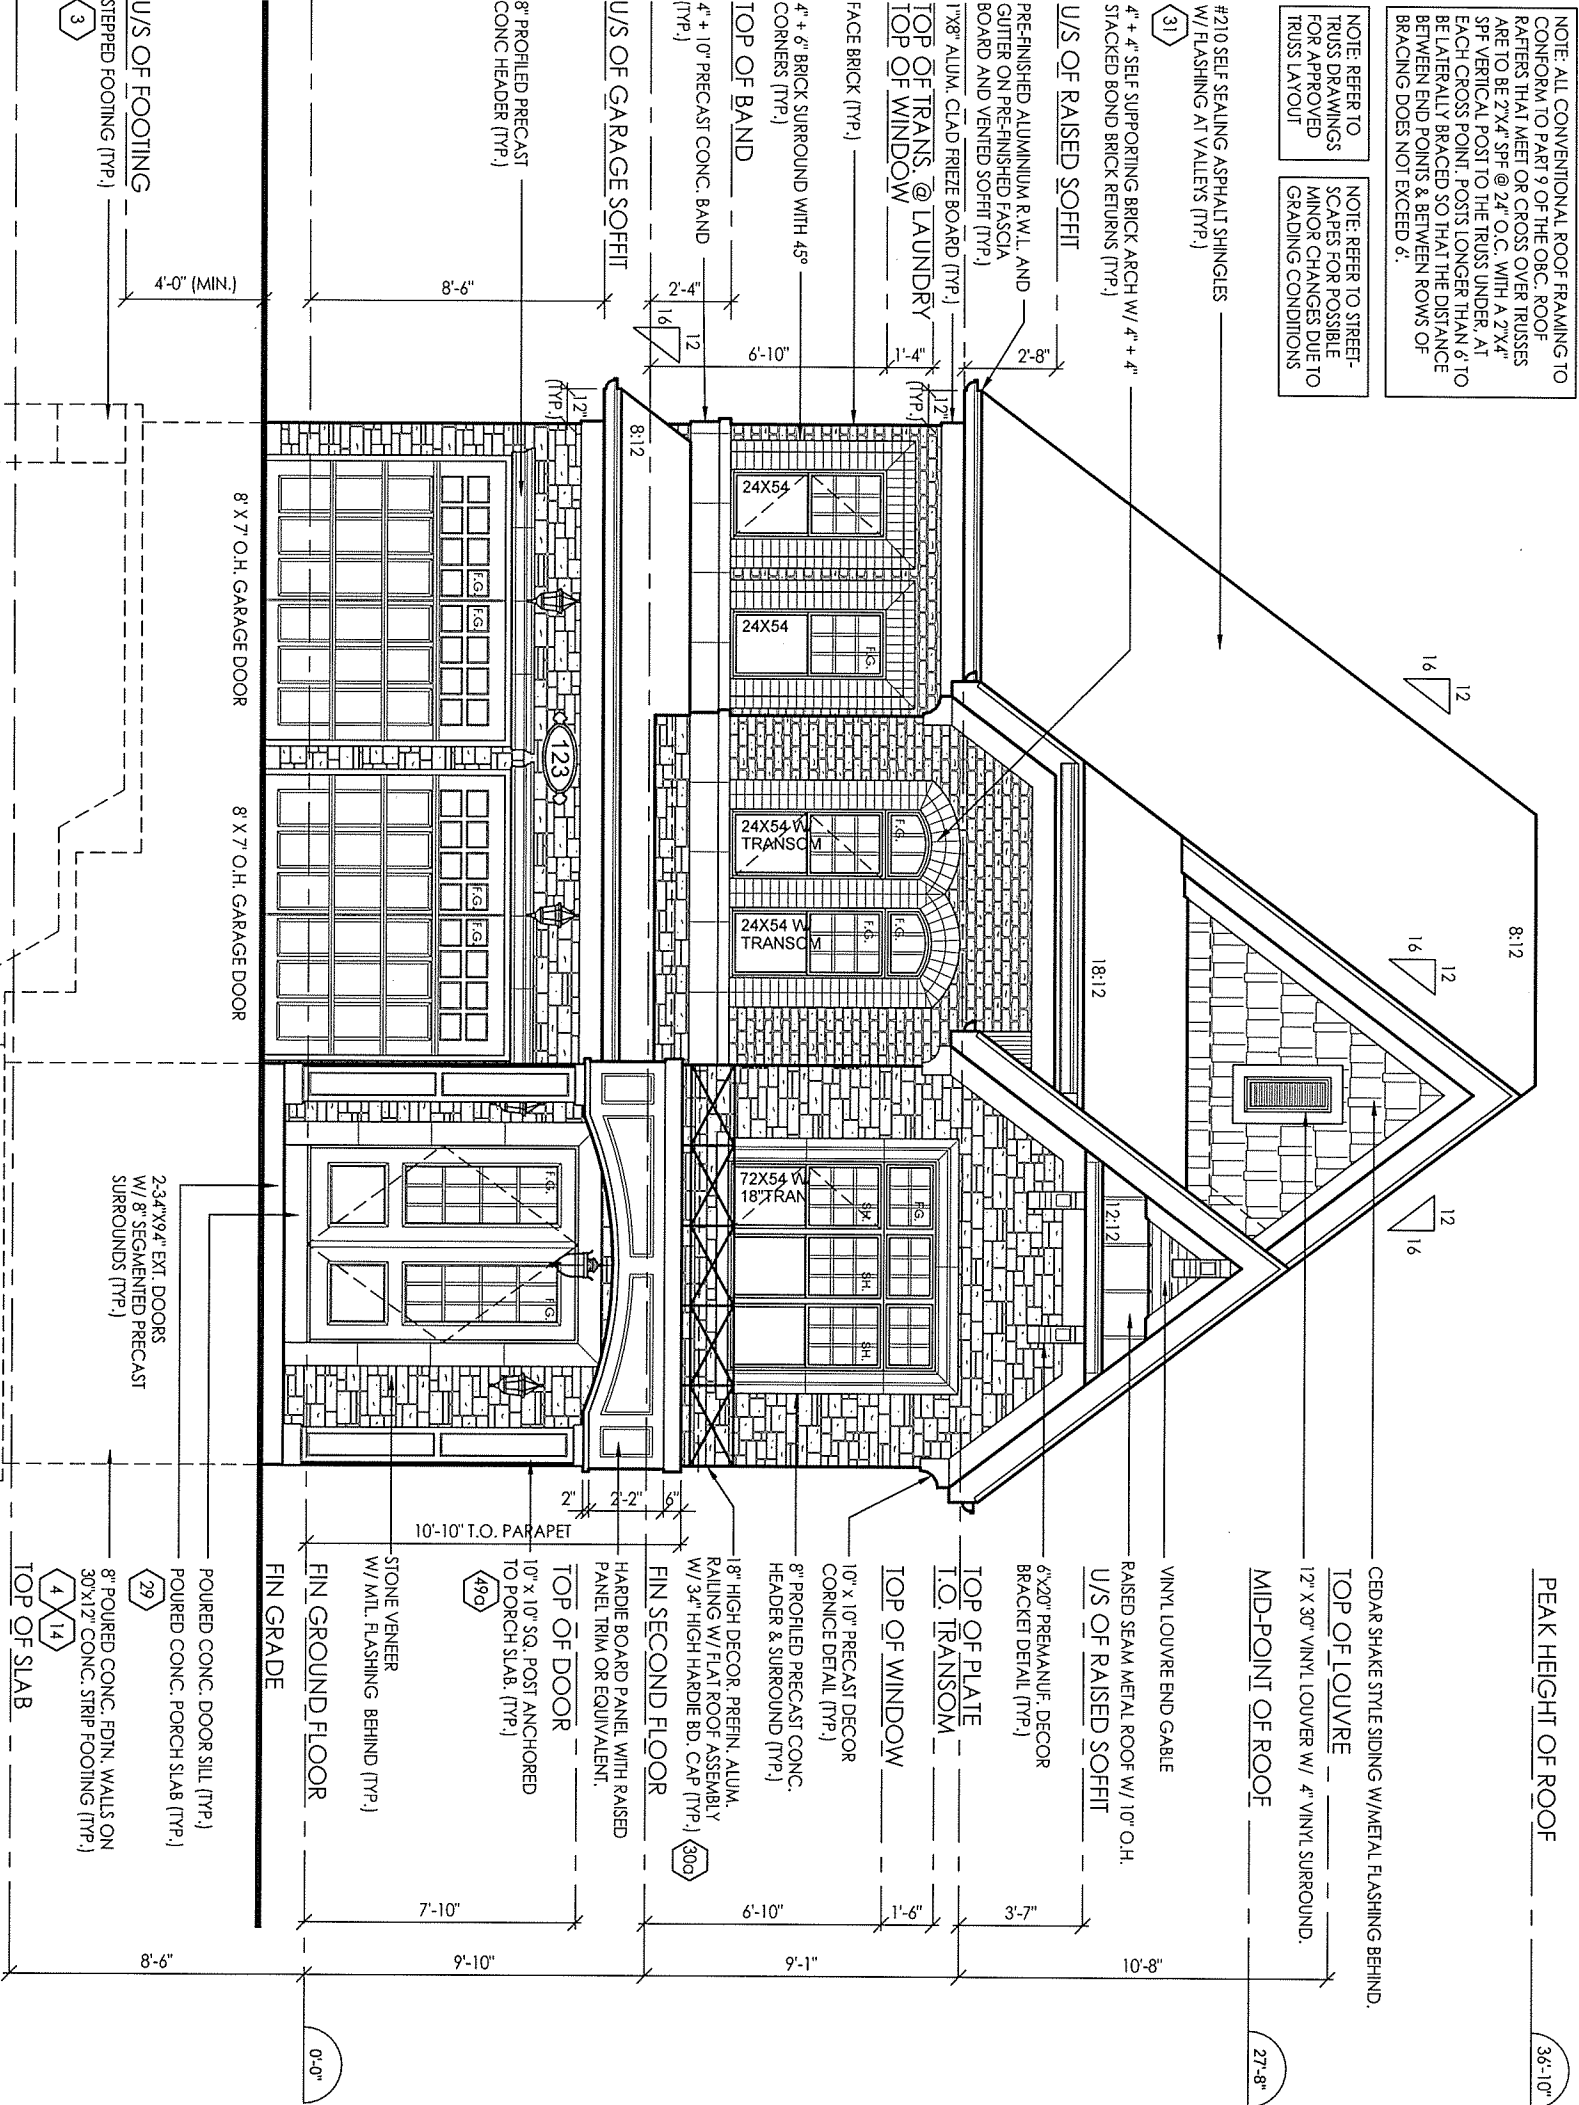 NOTE: ALL CONVENTIONAL ROOF FRAMING TO
CONFORM TO PART 9 OF THE OBC. ROOF
RAFTERS THAT MEET OR CROSS OVER TRUSSES
ARE TO BE 2"X4" SPF @ 24" O.C. WITH A 2"X4"
SPF VERTICAL POST TO THE TRUSS UNDER, AT
EACH CROSS POINT. POSTS LONGER THAN 6' TO
BE LATERALLY BRACED SO THAT THE DISTANCE
BETWEEN END POINTS & BETWEEN ROWS OF
BRACING DOES NOT EXCEED 6'.
NOTE: REFER TO
TRUSS DRAWINGS
FOR APPROVED
TRUSS LAYOUT
NOTE: REFER TO STREET-
SCAPES FOR POSSIBLE
MINOR CHANGES DUE TO
GRADING CONDITIONS
#210 SELF SEALING ASPHALT SHINGLES
W/ FLASHING AT VALLEYS (TYP.)
31
4" + 4" SELF SUPPORTING BRICK ARCH W/ 4" + 4"
STACKED BOND BRICK RETURNS (TYP.)
U/S OF RAISED SOFFIT
PRE-FINISHED ALUMINIUM R.W.L. AND
GUTTER ON PRE-FINISHED FASCIA
BOARD AND VENTED SOFFIT (TYP.)
1"X8" ALUM. CLAD FRIEZE BOARD (TYP.)
TOP OF TRANS. @ LAUNDRY
TOP OF WINDOW
FACE BRICK (TYP.)
4" + 6" BRICK SURROUND WITH 45°
CORNERS (TYP.)
TOP OF BAND
4" + 10" PRECAST CONC. BAND
(TYP.)
U/S OF GARAGE SOFFIT
8" PROFILED PRECAST
CONC HEADER (TYP.)
U/S OF FOOTING
STEPPED FOOTING (TYP.)
3
2'-8"
1'-4"
6'-10"
2'-4"
8'-6"
4'-0" (MIN.)
16
12
12"
(TYP.)
12"
(TYP.)
8:12
16
12
16
12
8:12
12
16
18:12
12:12
24X54
24X54
F.G.
24X54 W
TRANSOM
F.G.
24X54 W
TRANSOM
F.G.
F.G.
72X54 W
18"TRAN
F.G.
SH.
SH.
SH.
123
F.G.
F.G.
F.G.
F.G.
F.G.
F.G.
8' X 7' O.H. GARAGE DOOR
8' X 7' O.H. GARAGE DOOR
2-34"X94" EXT. DOORS
W/ 8" SEGMENTED PRECAST
SURROUNDS (TYP.)
6"
2'-2"
2"
10'-10" T.O. PARAPET
PEAK HEIGHT OF ROOF
CEDAR SHAKE STYLE SIDING W/METAL FLASHING BEHIND.
TOP OF LOUVRE
12" X 30" VINYL LOUVER W/ 4" VINYL SURROUND.
MID-POINT OF ROOF
VINYL LOUVRE END GABLE
RAISED SEAM METAL ROOF W/ 10" O.H.
U/S OF RAISED SOFFIT
6"x20" PREMANUF. DECOR
BRACKET DETAIL (TYP.)
TOP OF PLATE
T.O. TRANSOM
10" x 10" PRECAST DECOR
CORNICE DETAIL (TYP.)
TOP OF WINDOW
8" PROFILED PRECAST CONC.
HEADER & SURROUND (TYP.)
18" HIGH DECOR. PREFIN. ALUM.
RAILING W/ FLAT ROOF ASSEMBLY
W/ 34" HIGH HARDIE BD. CAP (TYP.)
30a
FIN SECOND FLOOR
HARDIE BOARD PANEL WITH RAISED
PANEL TRIM OR EQUIVALENT.
TOP OF DOOR
10" x 10" SQ. POST ANCHORED
TO PORCH SLAB. (TYP.)
49a
STONE VENEER
W/ MTL. FLASHING BEHIND (TYP.)
FIN GROUND FLOOR
FIN GRADE
POURED CONC. DOOR SILL (TYP.)
POURED CONC. PORCH SLAB (TYP.)
29
8" POURED CONC. FDTN. WALLS ON
30"x12" CONC. STRIP FOOTING (TYP.)
4
14
TOP OF SLAB
3'-7"
1'-6"
6'-10"
7'-10"
10'-8"
9'-1"
9'-10"
8'-6"
36'-10"
27'-8"
0'-0"